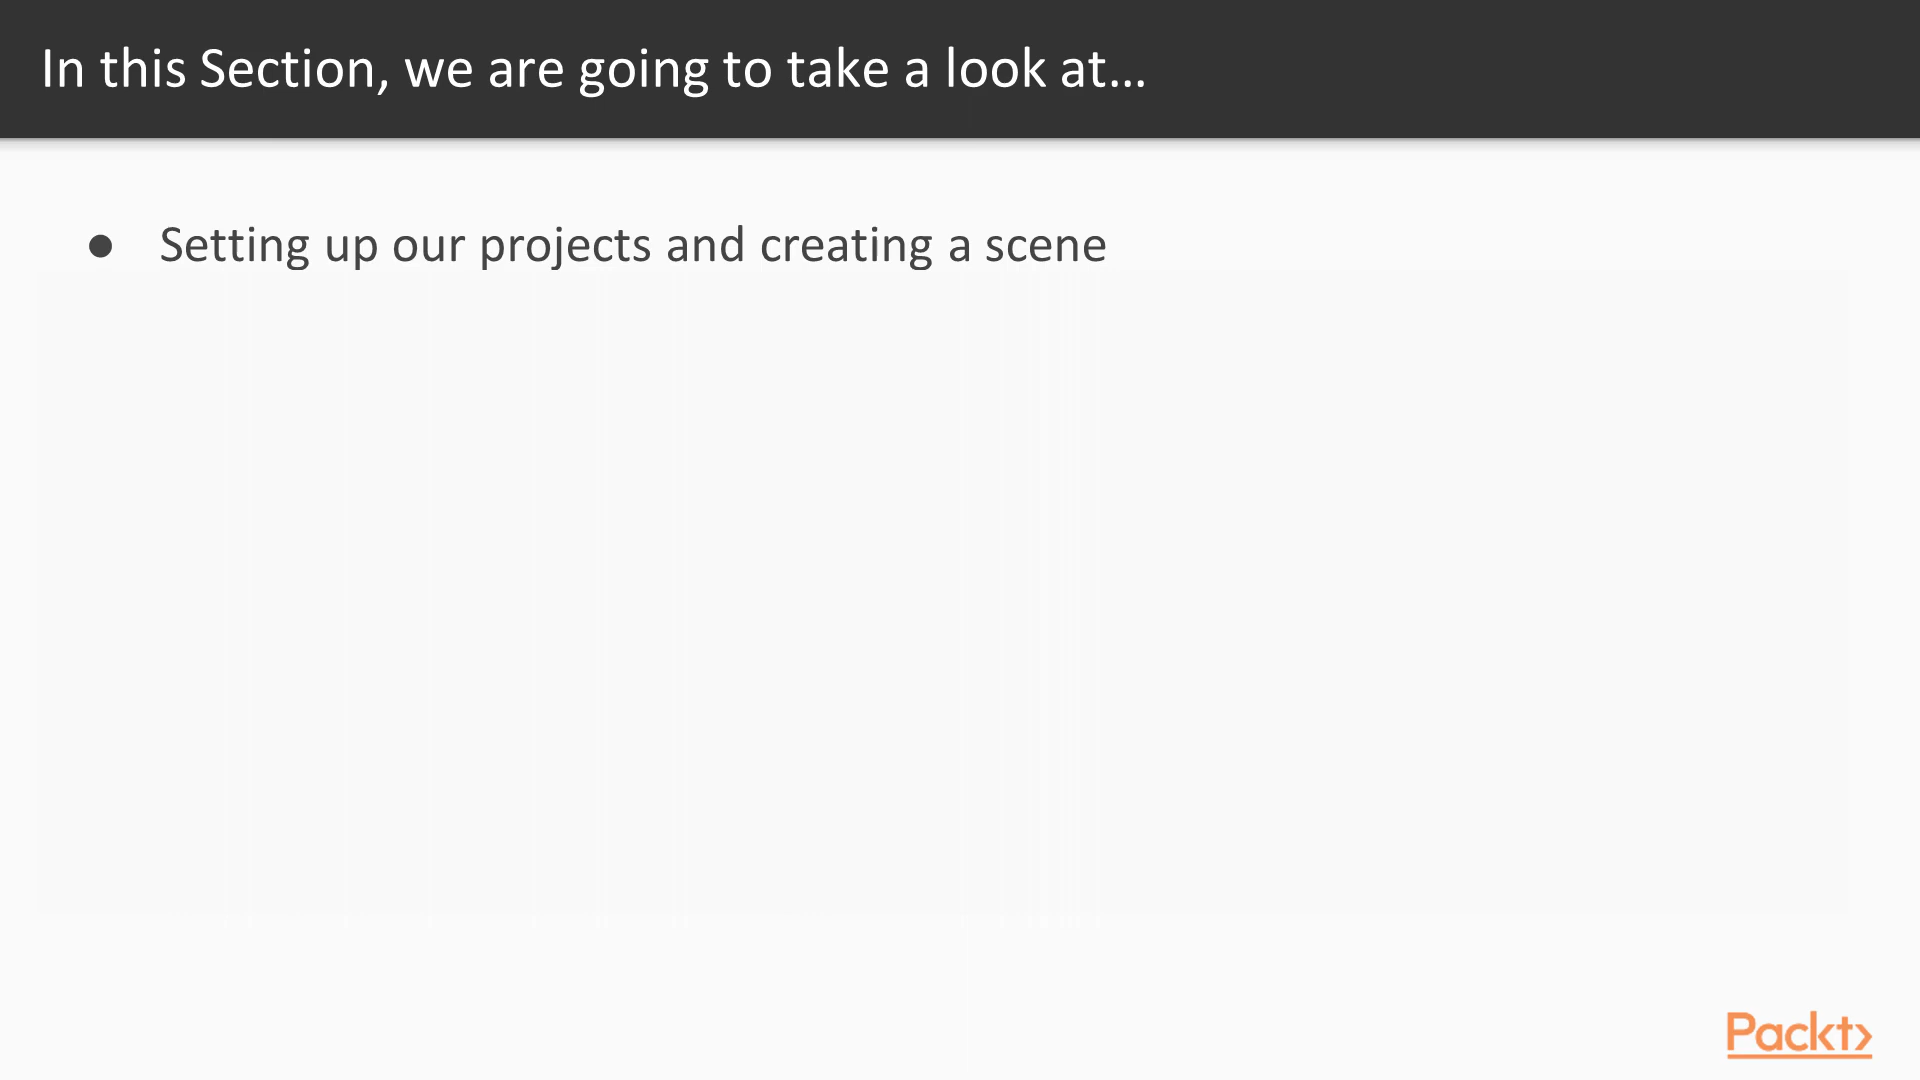 In this Section, we are going to take a look at...
● Setting up our projects and creating a scene
Packt>